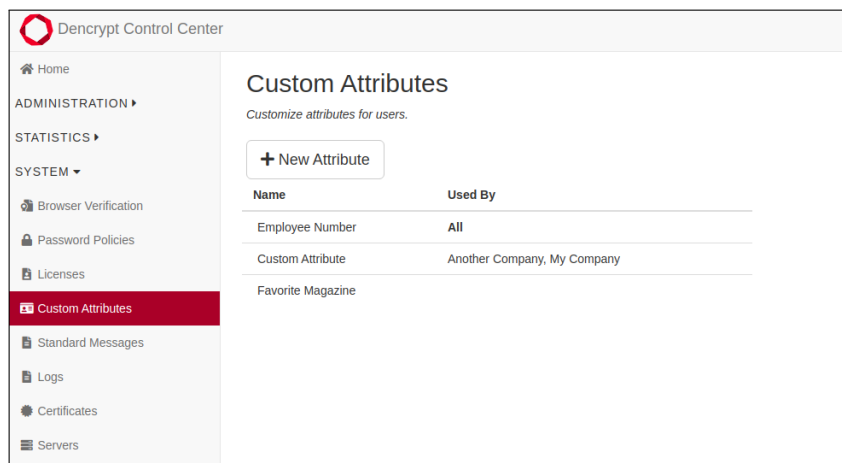 Dencrypt Control Center
Home
ADMINISTRATION
STATISTICS
SYSTEM
Browser Verification
Password Policies
Licenses
Custom Attributes
Standard Messages
Logs
Certificates
Servers
Custom Attributes
Customize attributes for users.
New Attribute
Name Used By
Employee Number All
Custom Attribute Another Company, My Company
Favorite Magazine